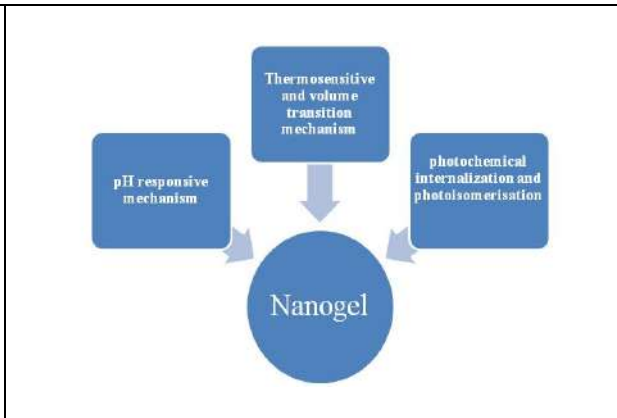 Thermosensitive
and volume
transition
mechanism
pH responsive
mechanism
photochemical
internalization and
photoisomerisation
Nanogel